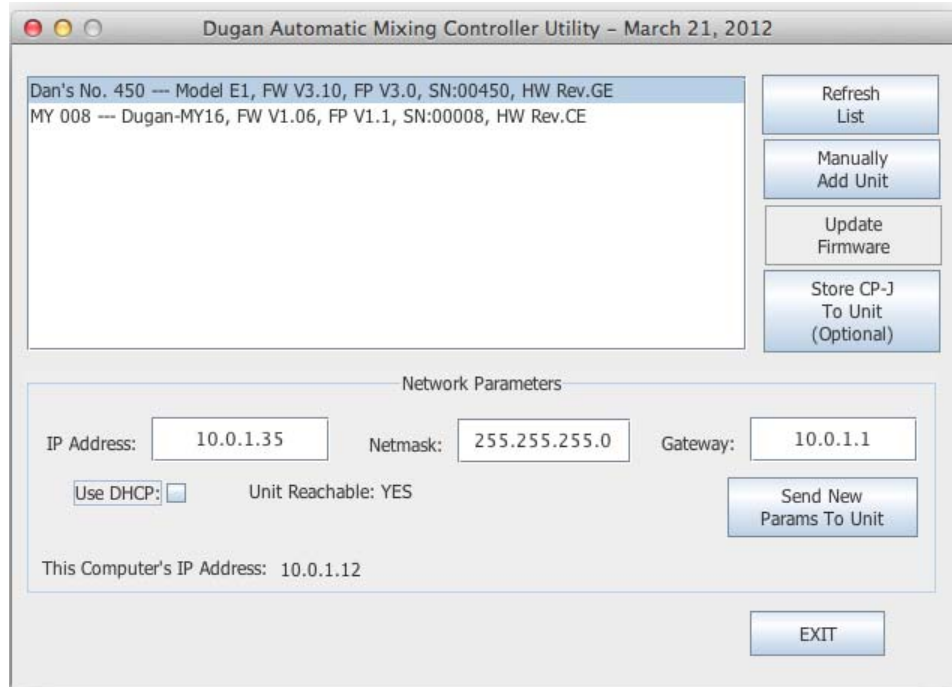 Dugan Automatic Mixing Controller Utility – March 21, 2012
Dan's No. 450 --- Model E1, FW V3.10, FP V3.0, SN:00450, HW Rev.GE
MY 008 --- Dugan-MY16, FW V1.06, FP V1.1, SN:00008, HW Rev.CE
Refresh
List
Manually
Add Unit
Update
Firmware
Store CP-J
To Unit
(Optional)
Network Parameters
IP Address: 10.0.1.35 Netmask: 255.255.255.0 Gateway: 10.0.1.1
Use DHCP: Unit Reachable: YES
Send New
Params To Unit
This Computer's IP Address: 10.0.1.12
EXIT